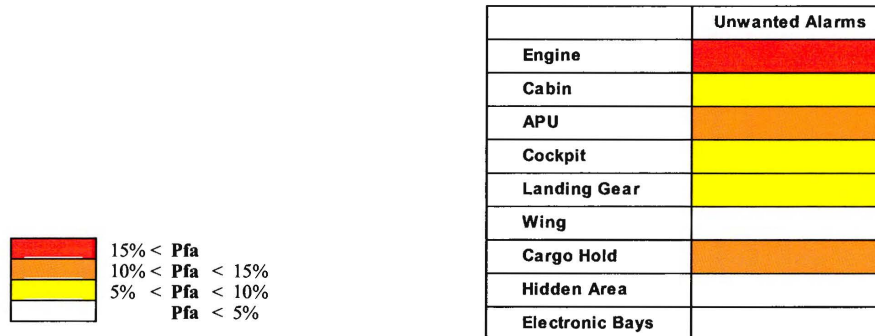 Unwanted Alarms
Engine
Cabin
APU
Cockpit
Landing Gear
Wing
Cargo Hold
Hidden Area
Electronic Bays
15% < Pfa
10% < Pfa < 15%
5% < Pfa < 10%
Pfa < 5%